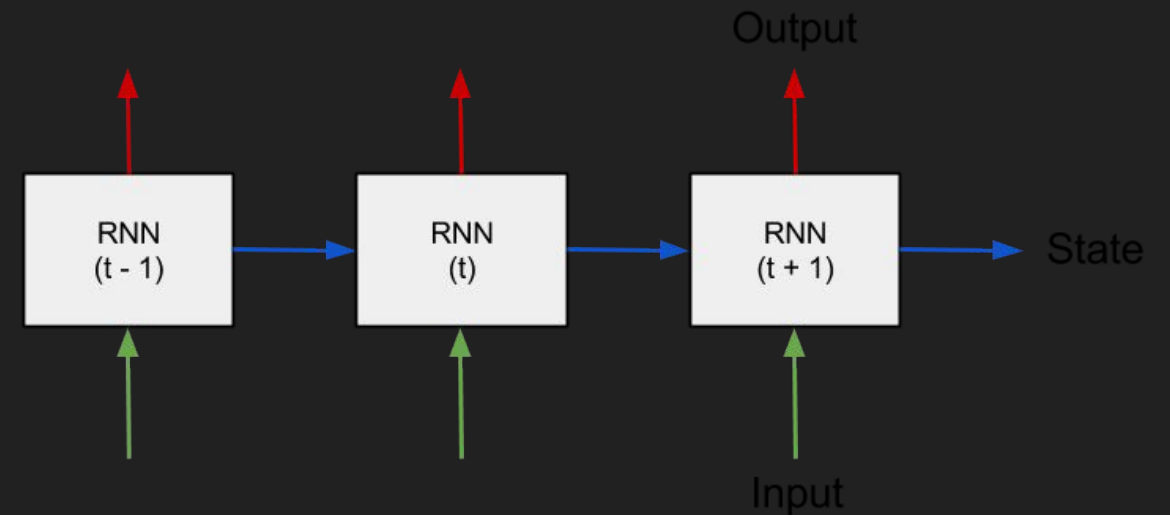 Output
RNN
(t - 1)
RNN
(t)
RNN
(t + 1)
State
Input